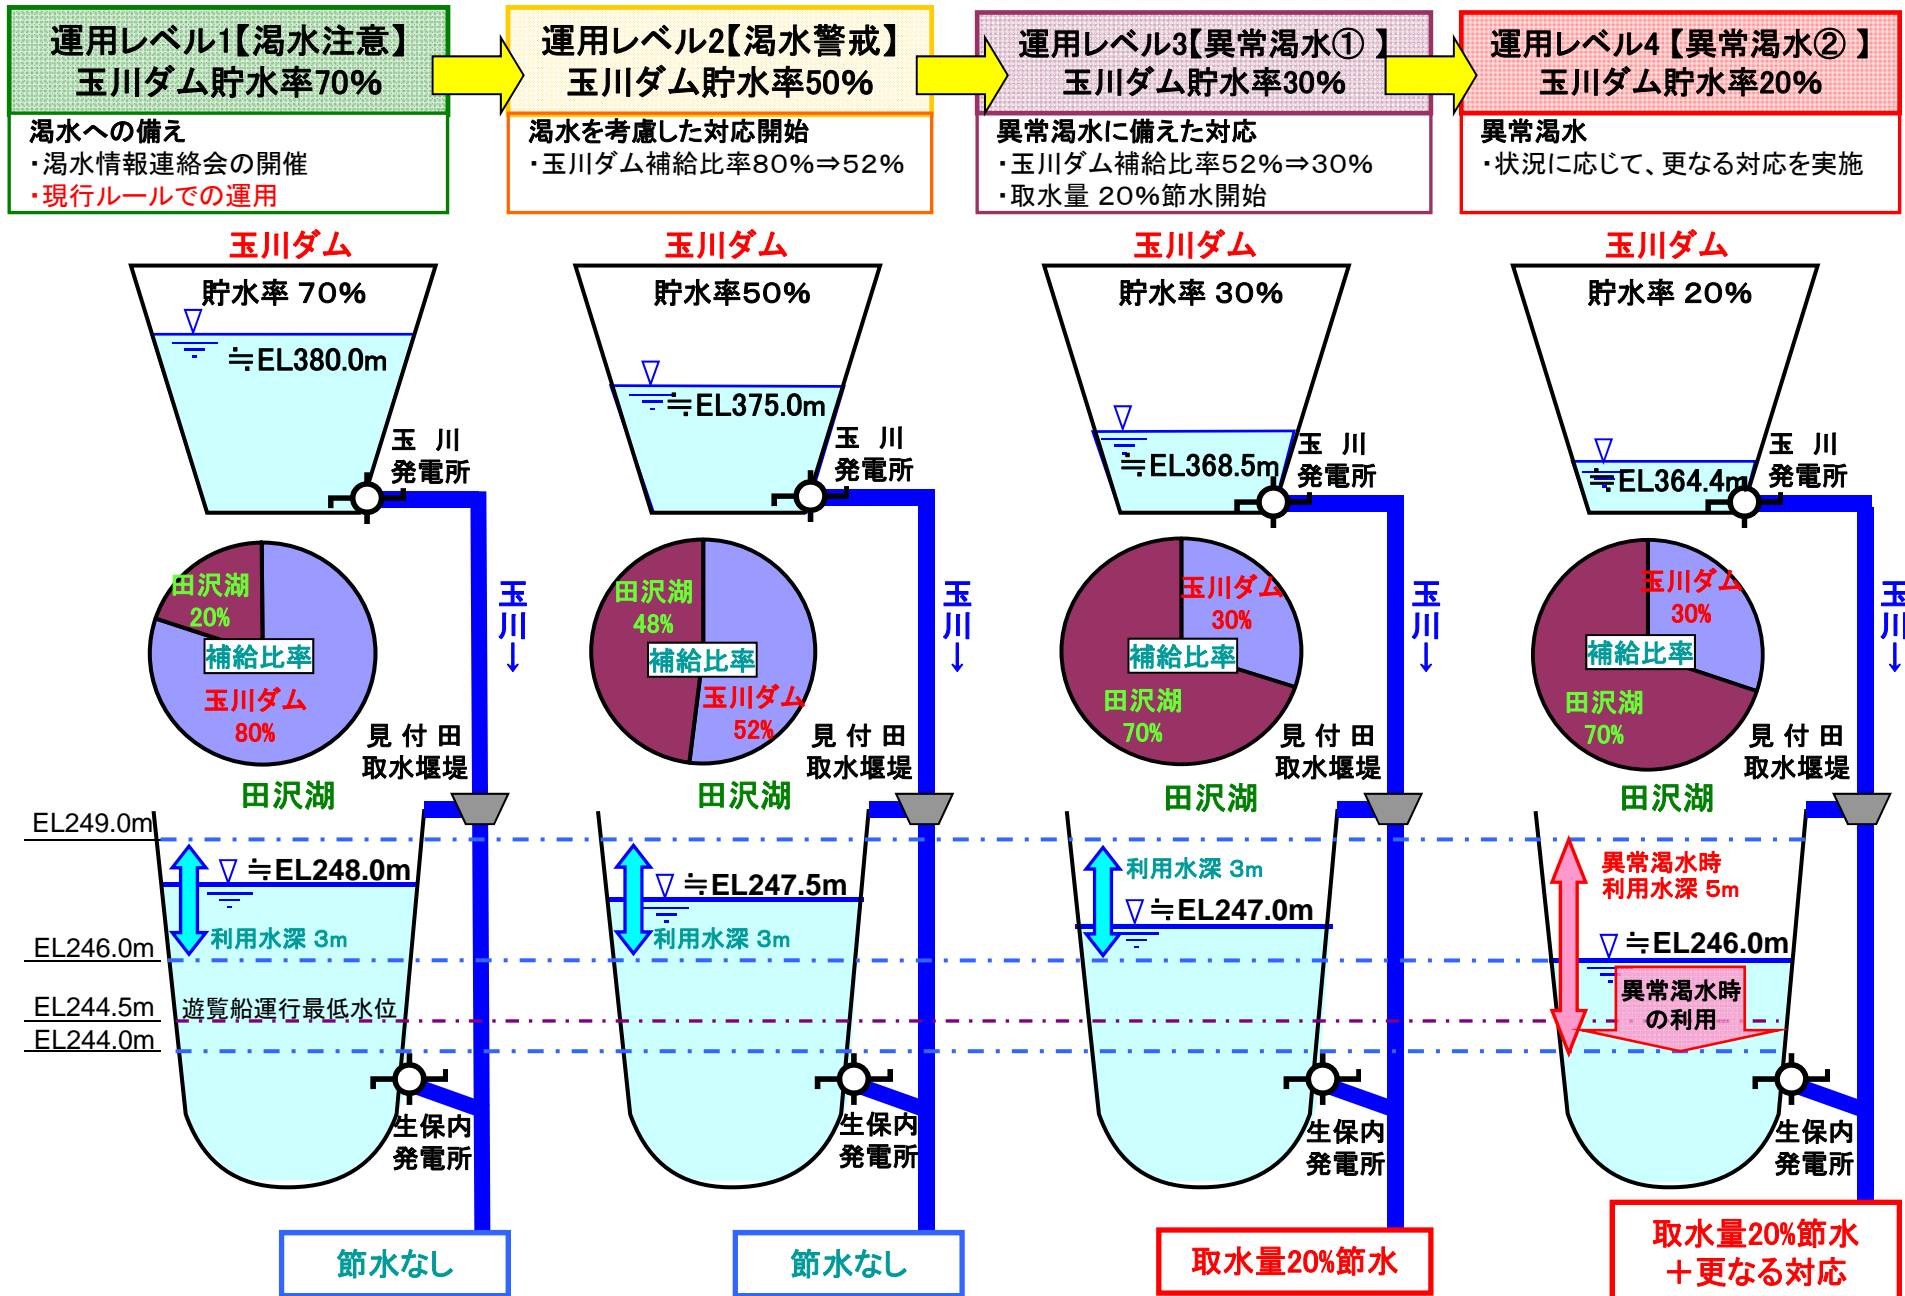 運用レベル1【渇水注意】
玉川ダム貯水率70%
渇水への備え
・渇水情報連絡会の開催
・現行ルールでの運用
運用レベル2【渇水警戒】
玉川ダム貯水率50%
渇水を考慮した対応開始
・玉川ダム補給比率80%⇒52%
運用レベル3【異常渇水① 】
玉川ダム貯水率30%
異常渇水に備えた対応
・玉川ダム補給比率52%⇒30%
・取水量 20%節水開始
運用レベル4【異常渇水② 】
玉川ダム貯水率20%
異常渇水
・状況に応じて、更なる対応を実施
玉川ダム
貯水率 70%
≒EL380.0m
玉 川
発電所
田沢湖
20%
補給比率
玉川ダム
80%
玉川↓
見 付 田
取水堰堤
田沢湖
EL249.0m
≒EL248.0m
利用水深 3m
EL246.0m
EL244.5m
遊覧船運行最低水位
EL244.0m
生保内
発電所
節水なし
玉川ダム
貯水率50%
≒EL375.0m
玉 川
発電所
田沢湖
48%
補給比率
玉川ダム
52%
玉川↓
見 付 田
取水堰堤
田沢湖
≒EL247.5m
利用水深 3m
生保内
発電所
節水なし
玉川ダム
貯水率 30%
≒EL368.5m
玉 川
発電所
玉川ダム
30%
補給比率
田沢湖
70%
玉川↓
見 付 田
取水堰堤
田沢湖
利用水深 3m
≒EL247.0m
生保内
発電所
取水量20%節水
玉川ダム
貯水率 20%
≒EL364.4m
玉 川
発電所
玉川ダム
30%
補給比率
田沢湖
70%
玉川↓
見 付 田
取水堰堤
田沢湖
異常渇水時
利用水深 5m
≒EL246.0m
異常渇水時
の利用
生保内
発電所
取水量20%節水
＋更なる対応